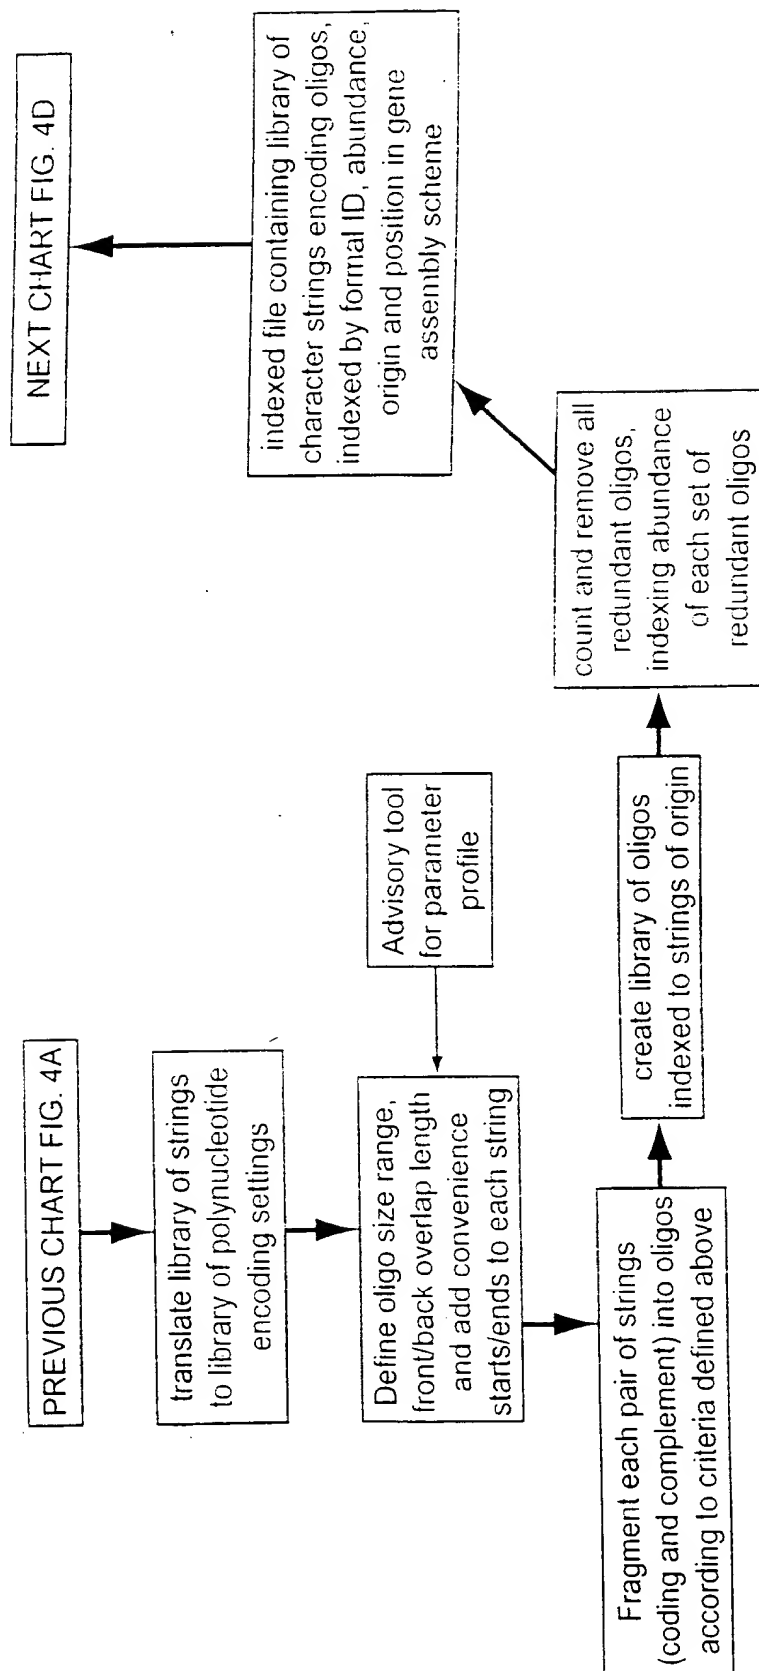 PREVIOUS CHART FIG. 4A
translate library of strings
to library of polynucleotide
encoding settings
Define oligo size range,
front/back overlap length
and add convenience
starts/ends to each string
Advisory tool
for parameter
profile
Fragment each pair of strings
(coding and complement) into oligos
according to criteria defined above
create library of oligos
indexed to strings of origin
count and remove all
redundant oligos,
indexing abundance
of each set of
redundant oligos
indexed file containing library of
character strings encoding oligos,
indexed by formal ID, abundance,
origin and position in gene
assembly scheme
NEXT CHART FIG. 4D